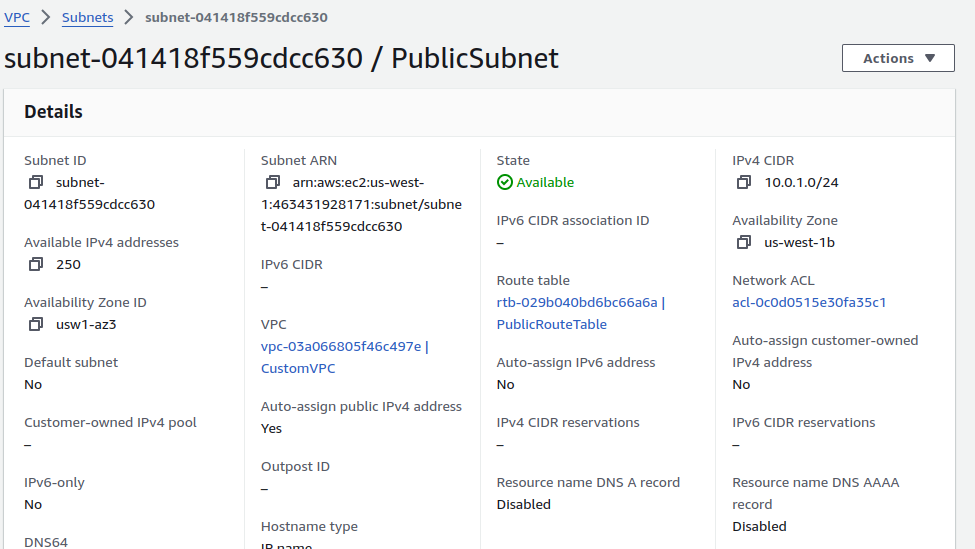 VPC > Subnets > subnet-041418f559cdcc630
subnet-041418f559cdcc630 / PublicSubnet
Actions
Details
Subnet ID
subnet-
041418f559cdcc630
Available IPv4 addresses
250
Availability Zone ID
usw1-az3
Default subnet
No
Customer-owned IPv4 pool
–
IPv6-only
No
DNS64
Subnet ARN
arn:aws:ec2:us-west-
1:463431928171:subnet/subne
t-041418f559cdcc630
IPv6 CIDR
–
VPC
vpc-03a066805f46c497e |
CustomVPC
Auto-assign public IPv4 address
Yes
Outpost ID
–
Hostname type
IP name
State
Available
IPv6 CIDR association ID
–
Route table
rtb-029b040bd6bc66a6a |
PublicRouteTable
Auto-assign IPv6 address
No
IPv4 CIDR reservations
–
Resource name DNS A record
Disabled
IPv4 CIDR
10.0.1.0/24
Availability Zone
us-west-1b
Network ACL
acl-0c0d0515e30fa35c1
Auto-assign customer-owned
IPv4 address
No
IPv6 CIDR reservations
–
Resource name DNS AAAA
record
Disabled